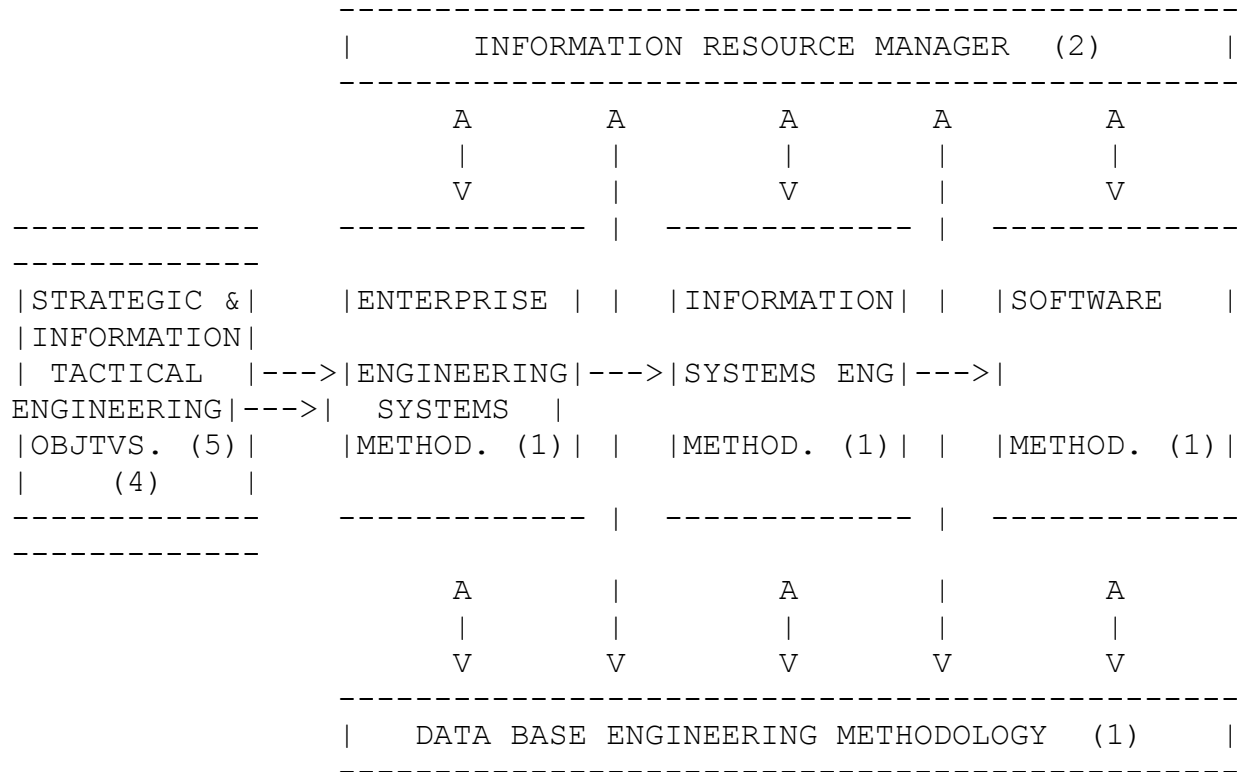 -----------------------------------------------
|      INFORMATION RESOURCE MANAGER  (2)      |
-----------------------------------------------
A       A        A       A        A
|       |        |       |        |
V       |        V       |        V
-------------    ------------- |  ------------- |  -------------
-------------
|STRATEGIC &|    |ENTERPRISE | |  |INFORMATION| |  |SOFTWARE   |
|INFORMATION|
| TACTICAL  |--->|ENGINEERING|--->|SYSTEMS ENG|--->|
ENGINEERING|--->|  SYSTEMS  |
|OBJTVS. (5)|    |METHOD. (1)| |  |METHOD. (1)| |  |METHOD. (1)|
|    (4)    |
-------------    ------------- |  ------------- |  -------------
-------------
A       |        A       |        A
|       |        |       |        |
V       V        V       V        V
-----------------------------------------------
|   DATA BASE ENGINEERING METHODOLOGY  (1)    |
-----------------------------------------------